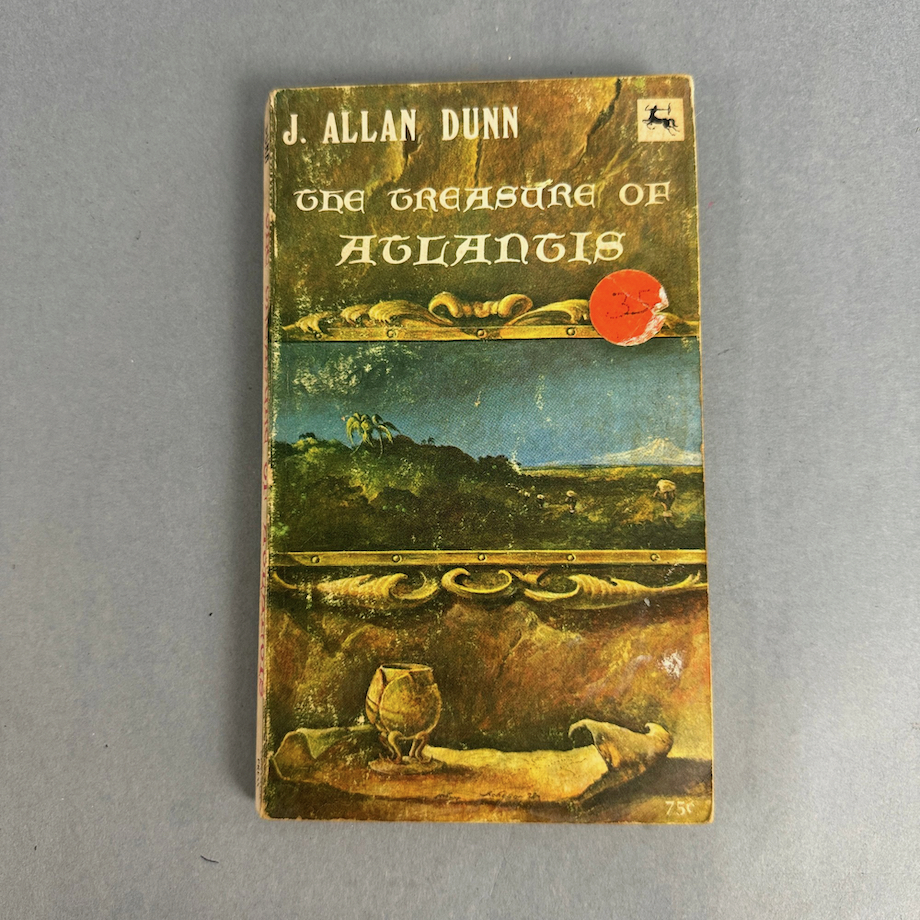 J. ALLAN DUNN
THE TREASURE OF
ATLANTIS
35
75¢